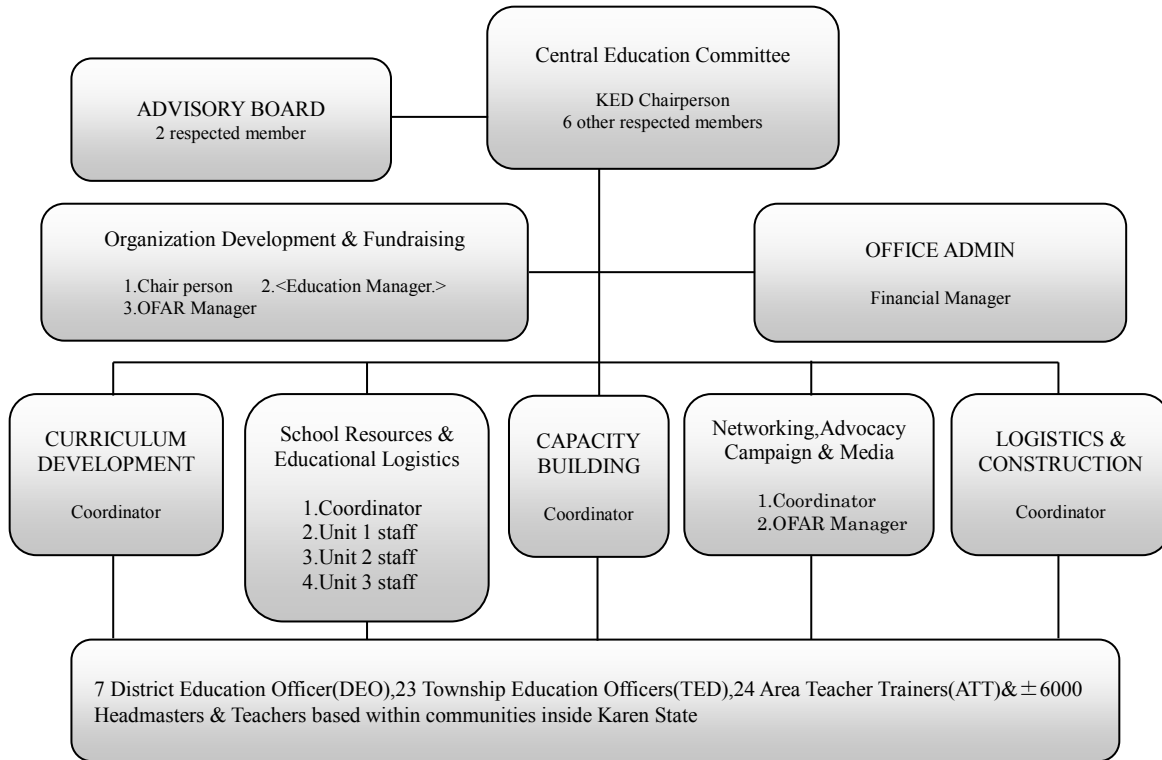 Central Education Committee
KED Chairperson
6 other respected members
ADVISORY BOARD
2 respected member
Organization Development & Fundraising
1.Chair person 2.<Education Manager.>
3.OFAR Manager
OFFICE ADMIN
Financial Manager
CURRICULUM
DEVELOPMENT
Coordinator
School Resources &
Educational Logistics
1.Coordinator
2.Unit 1 staff
3.Unit 2 staff
4.Unit 3 staff
CAPACITY
BUILDING
Coordinator
Networking,Advocacy
Campaign & Media
1.Coordinator
2.OFAR Manager
LOGISTICS &
CONSTRUCTION
Coordinator
7 District Education Officer(DEO),23 Township Education Officers(TED),24 Area Teacher Trainers(ATT)&±6000
Headmasters & Teachers based within communities inside Karen State